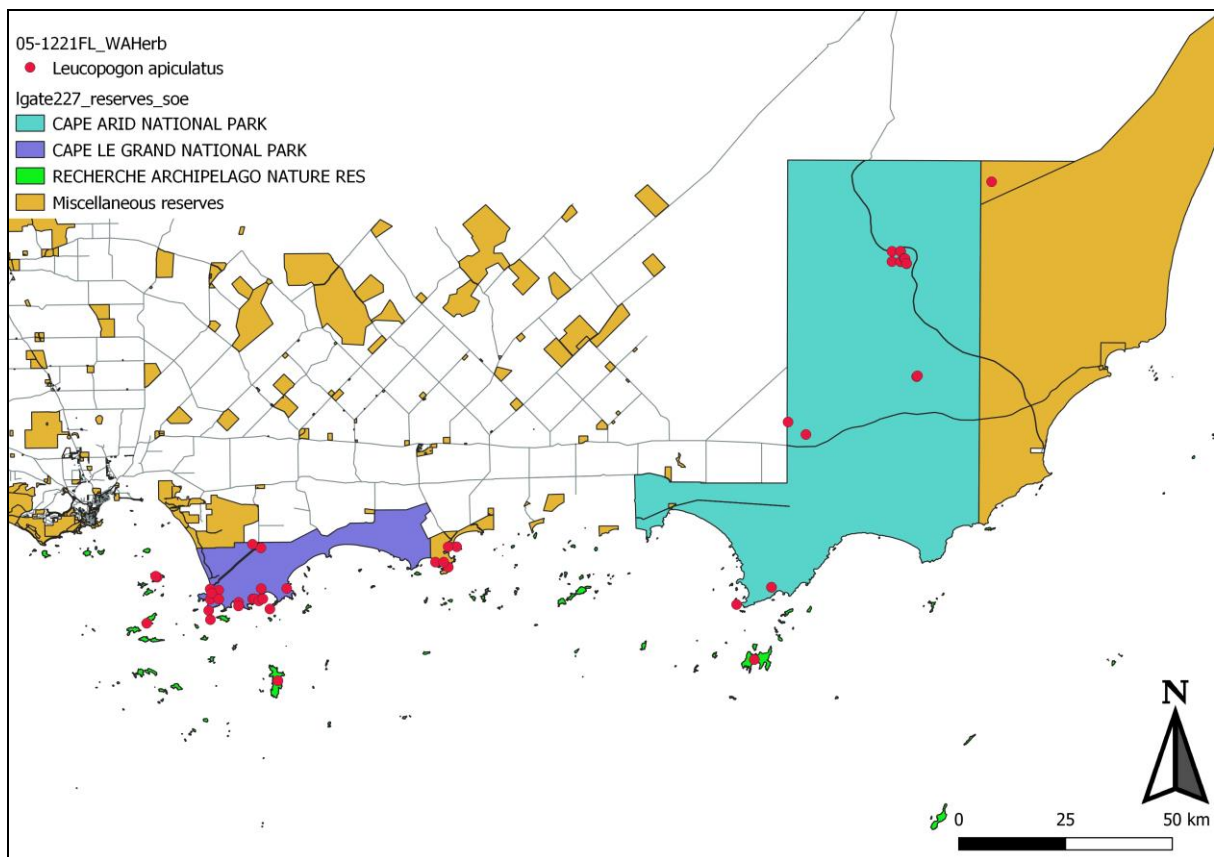 05-1221FL_WAHerb
Leucopogon apiculatus
lgate227_reserves_soe
CAPE ARID NATIONAL PARK
CAPE LE GRAND NATIONAL PARK
RECHERCHE ARCHIPELAGO NATURE RES
Miscellaneous reserves
N
0 25 50 km